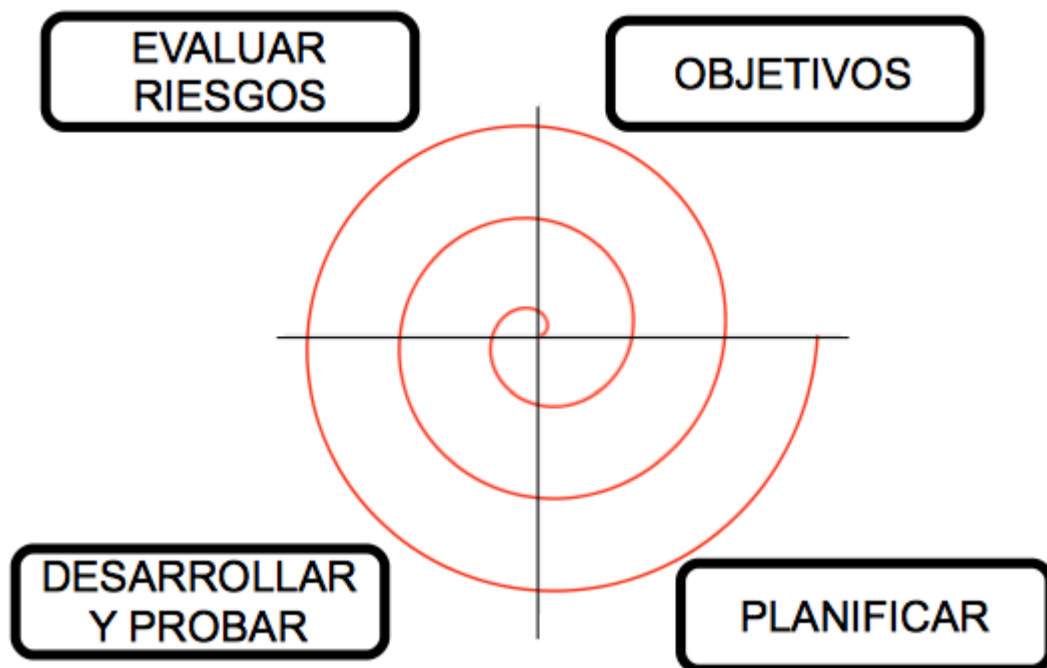 EVALUAR
RIESGOS
OBJETIVOS
DESARROLLAR
Y PROBAR
PLANIFICAR